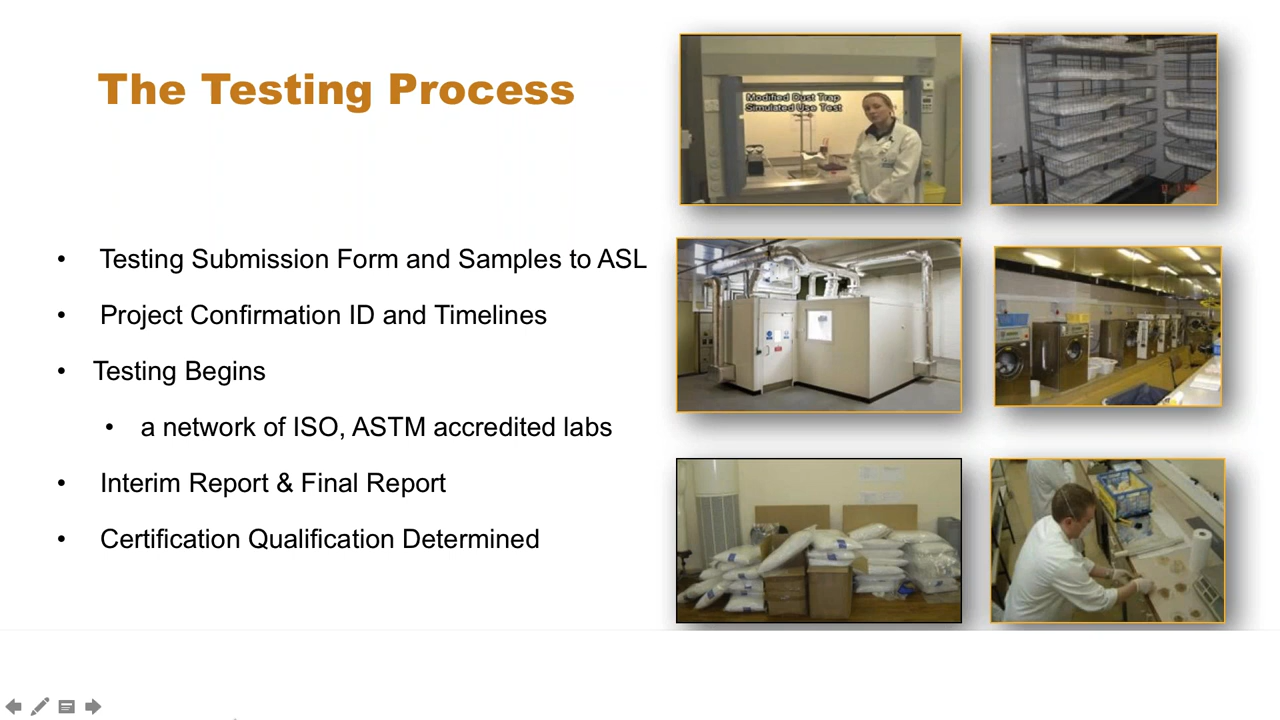 The Testing Process
Modified Dust Trap
Simulated Use Test
• Testing Submission Form and Samples to ASL
• Project Confirmation ID and Timelines
• Testing Begins
• a network of ISO, ASTM accredited labs
• Interim Report & Final Report
• Certification Qualification Determined